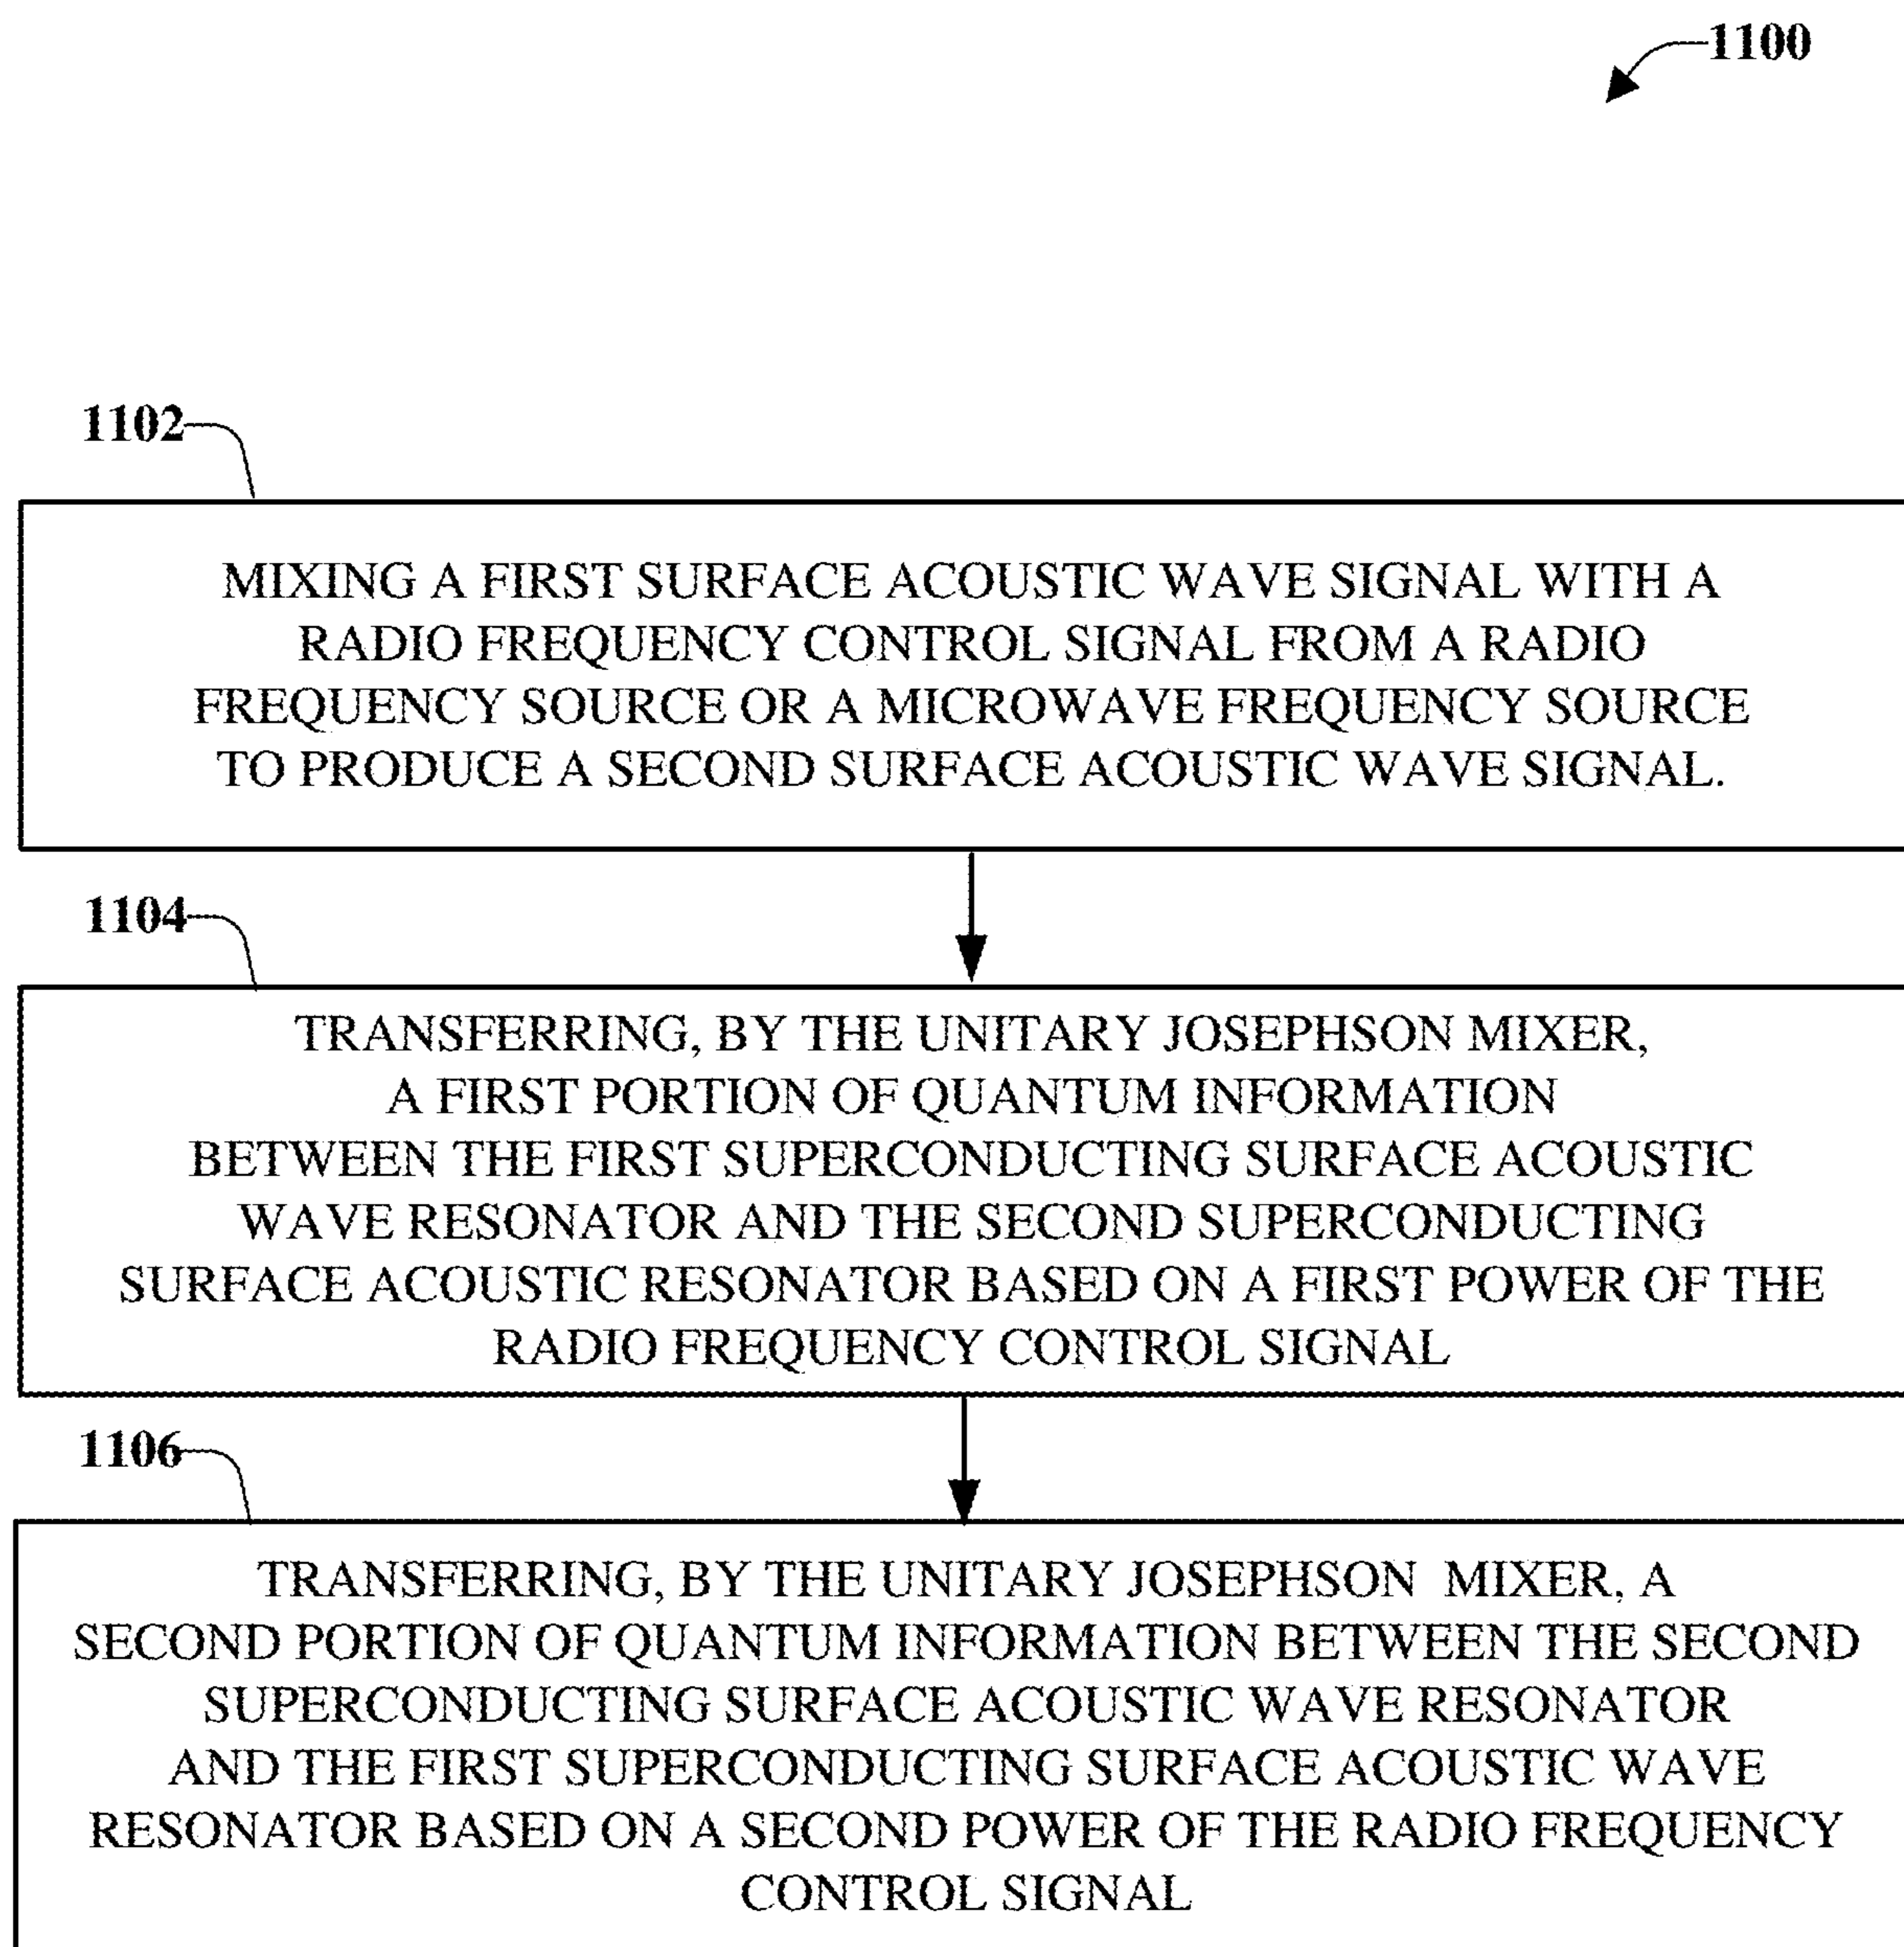 1100
1102
MIXING A FIRST SURFACE ACOUSTIC WAVE SIGNAL WITH A
RADIO FREQUENCY CONTROL SIGNAL FROM A RADIO
FREQUENCY SOURCE OR A MICROWAVE FREQUENCY SOURCE
TO PRODUCE A SECOND SURFACE ACOUSTIC WAVE SIGNAL.
1104
TRANSFERRING, BY THE UNITARY JOSEPHSON MIXER,
A FIRST PORTION OF QUANTUM INFORMATION
BETWEEN THE FIRST SUPERCONDUCTING SURFACE ACOUSTIC
WAVE RESONATOR AND THE SECOND SUPERCONDUCTING
SURFACE ACOUSTIC RESONATOR BASED ON A FIRST POWER OF THE
RADIO FREQUENCY CONTROL SIGNAL
1106
TRANSFERRING, BY THE UNITARY JOSEPHSON MIXER, A
SECOND PORTION OF QUANTUM INFORMATION BETWEEN THE SECOND
SUPERCONDUCTING SURFACE ACOUSTIC WAVE RESONATOR
AND THE FIRST SUPERCONDUCTING SURFACE ACOUSTIC WAVE
RESONATOR BASED ON A SECOND POWER OF THE RADIO FREQUENCY
CONTROL SIGNAL